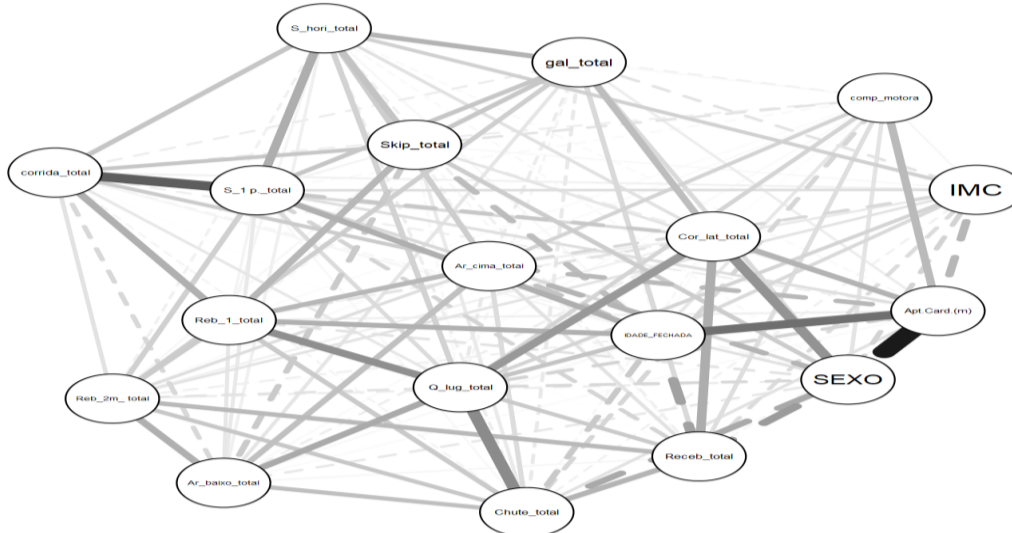 S_hori_total
gal_total
comp_motora
Skip_total
corrida_total
S_1 p._total
IMC
Cor_lat_total
Ar_cima_total
Apt.Card.(m)
Reb_1_total
IDADE_FECHADA
SEXO
Q_lug_total
Reb_2m_ total
Receb_total
Ar_baixo_total
Chute_total